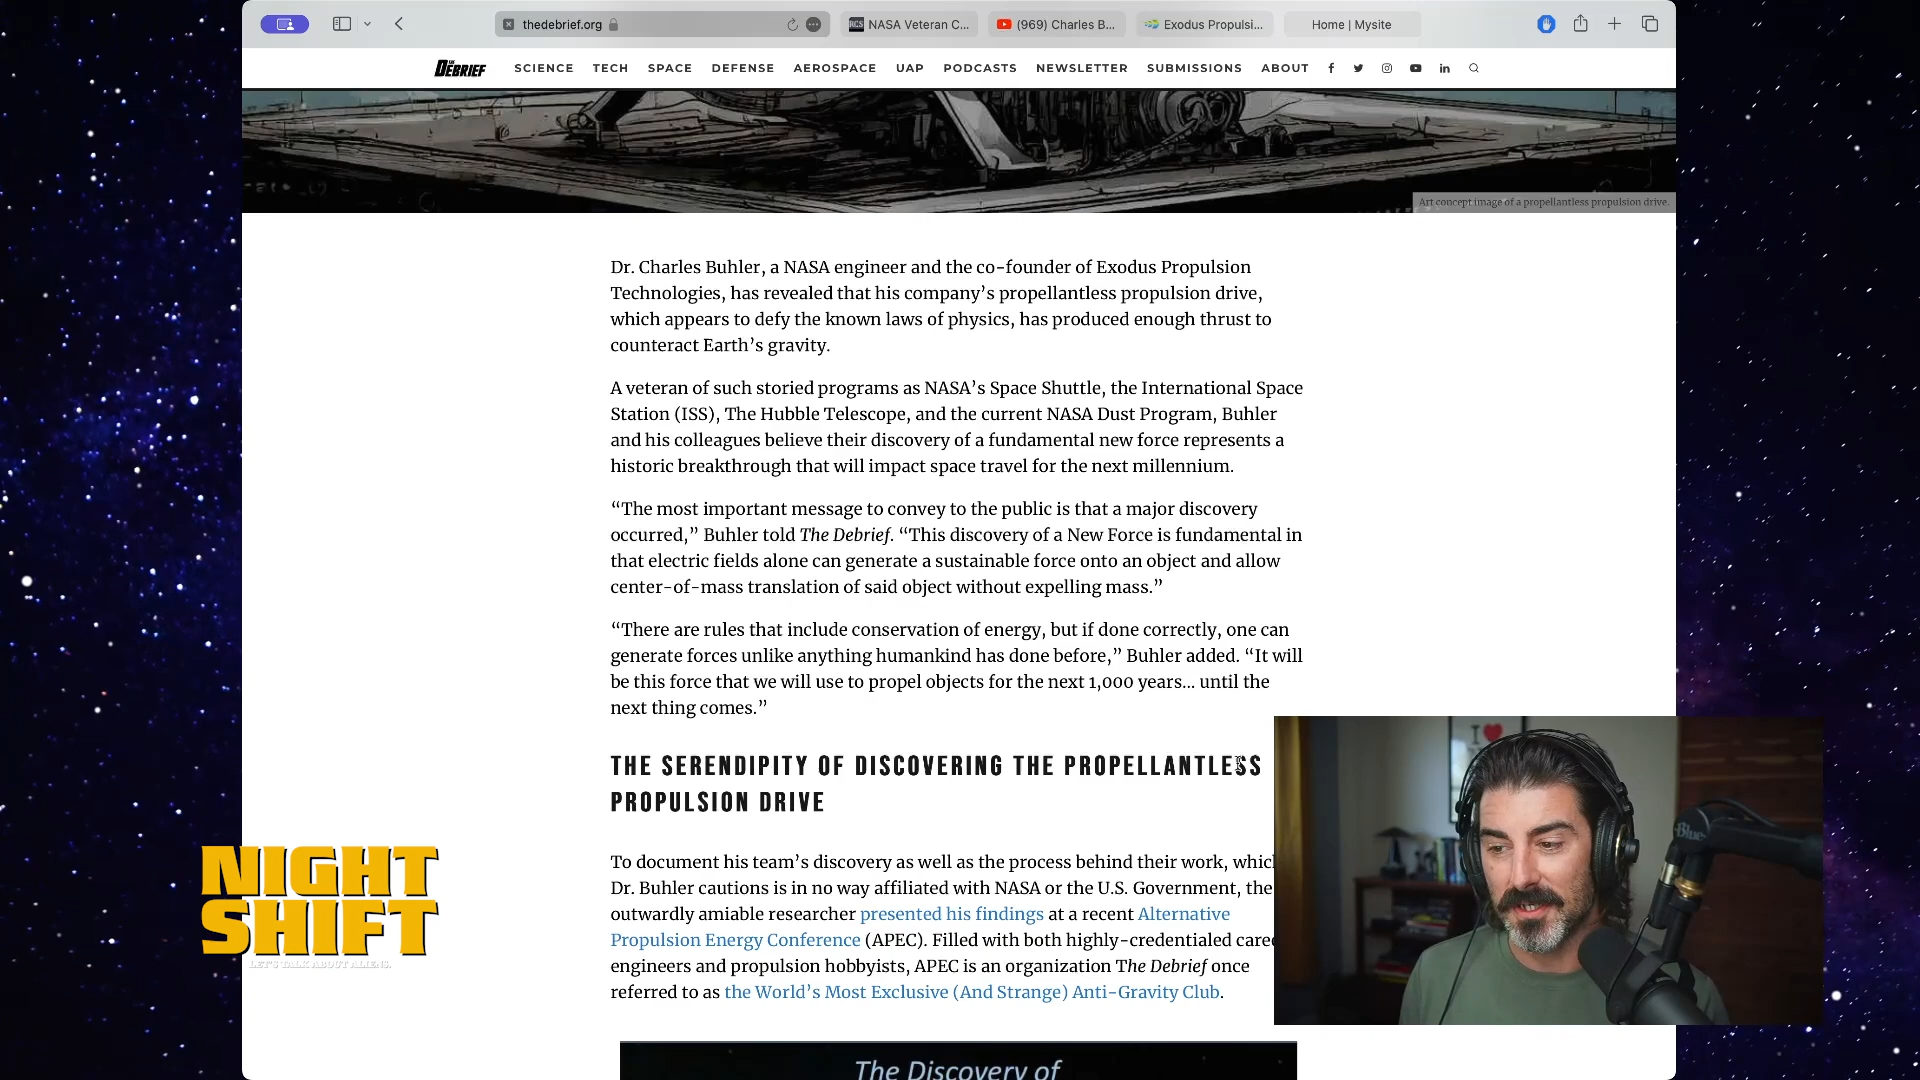 thedebrief.org
NASA Veteran C...
(969) Charles B...
Exodus Propulsi...
Home | Mysite
THE DEBRIEF
SCIENCE TECH SPACE DEFENSE AEROSPACE UAP PODCASTS NEWSLETTER SUBMISSIONS ABOUT
Art concept image of a propellantless propulsion drive.
Dr. Charles Buhler, a NASA engineer and the co-founder of Exodus Propulsion
Technologies, has revealed that his company’s propellantless propulsion drive,
which appears to defy the known laws of physics, has produced enough thrust to
counteract Earth’s gravity.
A veteran of such storied programs as NASA’s Space Shuttle, the International Space
Station (ISS), The Hubble Telescope, and the current NASA Dust Program, Buhler
and his colleagues believe their discovery of a fundamental new force represents a
historic breakthrough that will impact space travel for the next millennium.
“The most important message to convey to the public is that a major discovery
occurred,” Buhler told The Debrief. “This discovery of a New Force is fundamental in
that electric fields alone can generate a sustainable force onto an object and allow
center-of-mass translation of said object without expelling mass.”
“There are rules that include conservation of energy, but if done correctly, one can
generate forces unlike anything humankind has done before,” Buhler added. “It will
be this force that we will use to propel objects for the next 1,000 years… until the
next thing comes.”
THE SERENDIPITY OF DISCOVERING THE PROPELLANTLESS
PROPULSION DRIVE
To document his team’s discovery as well as the process behind their work, which
Dr. Buhler cautions is in no way affiliated with NASA or the U.S. Government, the
outwardly amiable researcher presented his findings at a recent Alternative
Propulsion Energy Conference (APEC). Filled with both highly-credentialed caree
engineers and propulsion hobbyists, APEC is an organization The Debrief once
referred to as the World’s Most Exclusive (And Strange) Anti-Gravity Club.
The Discovery of
NIGHT
SHIFT
LET'S TALK ABOUT ALIENS.
I
Blue